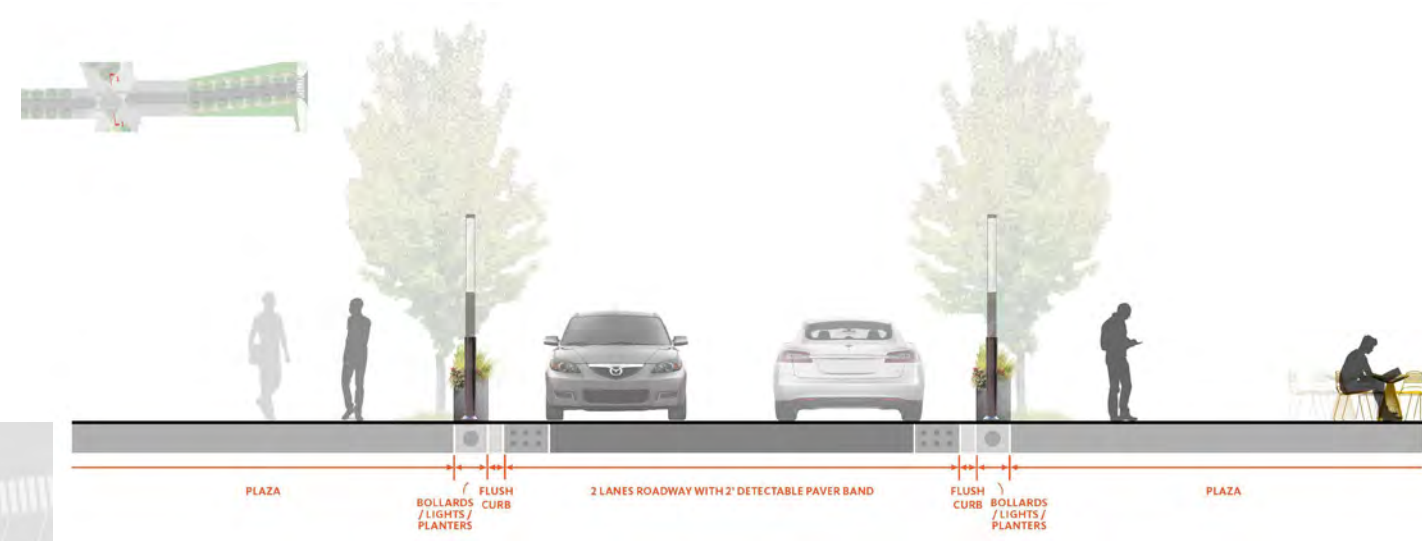 PLAZA
BOLLARDS
/ LIGHTS /
PLANTERS
FLUSH
CURB
2 LANES ROADWAY WITH 2' DETECTABLE PAVER BAND
FLUSH
CURB
BOLLARDS
/ LIGHTS /
PLANTERS
PLAZA